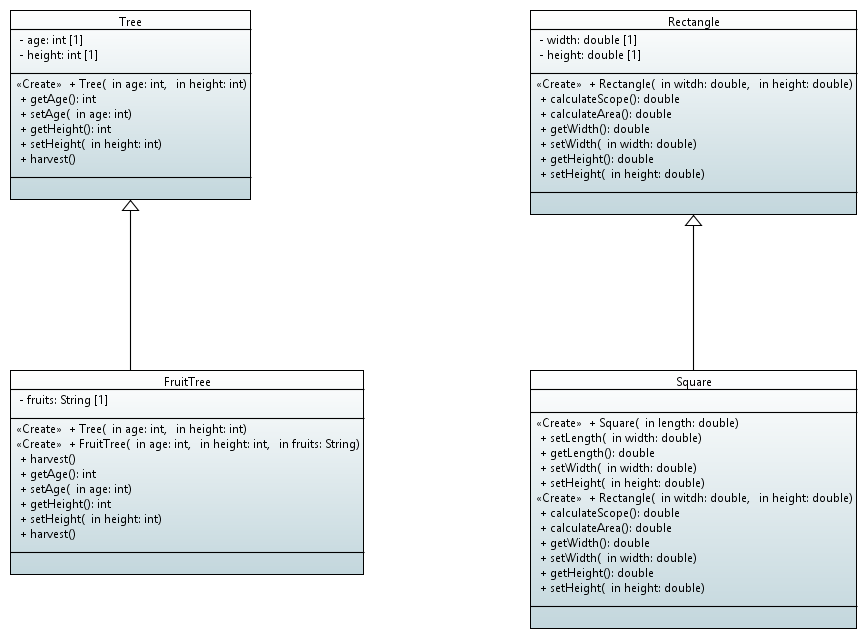 Tree
- age: int [1]
- height: int [1]
«Create» + Tree( in age: int, in height: int)
+ getAge(): int
+ setAge( in age: int)
+ getHeight(): int
+ setHeight( in height: int)
+ harvest()
Rectangle
- width: double [1]
- height: double [1]
«Create» + Rectangle( in witdh: double, in height: double)
+ calculateScope(): double
+ calculateArea(): double
+ getWidth(): double
+ setWidth( in width: double)
+ getHeight(): double
+ setHeight( in height: double)
FruitTree
- fruits: String [1]
«Create» + Tree( in age: int, in height: int)
«Create» + FruitTree( in age: int, in height: int, in fruits: String)
+ harvest()
+ getAge(): int
+ setAge( in age: int)
+ getHeight(): int
+ setHeight( in height: int)
+ harvest()
Square
«Create» + Square( in length: double)
+ setLength( in width: double)
+ getLength(): double
+ setWidth( in width: double)
+ setHeight( in height: double)
«Create» + Rectangle( in witdh: double, in height: double)
+ calculateScope(): double
+ calculateArea(): double
+ getWidth(): double
+ setWidth( in width: double)
+ getHeight(): double
+ setHeight( in height: double)